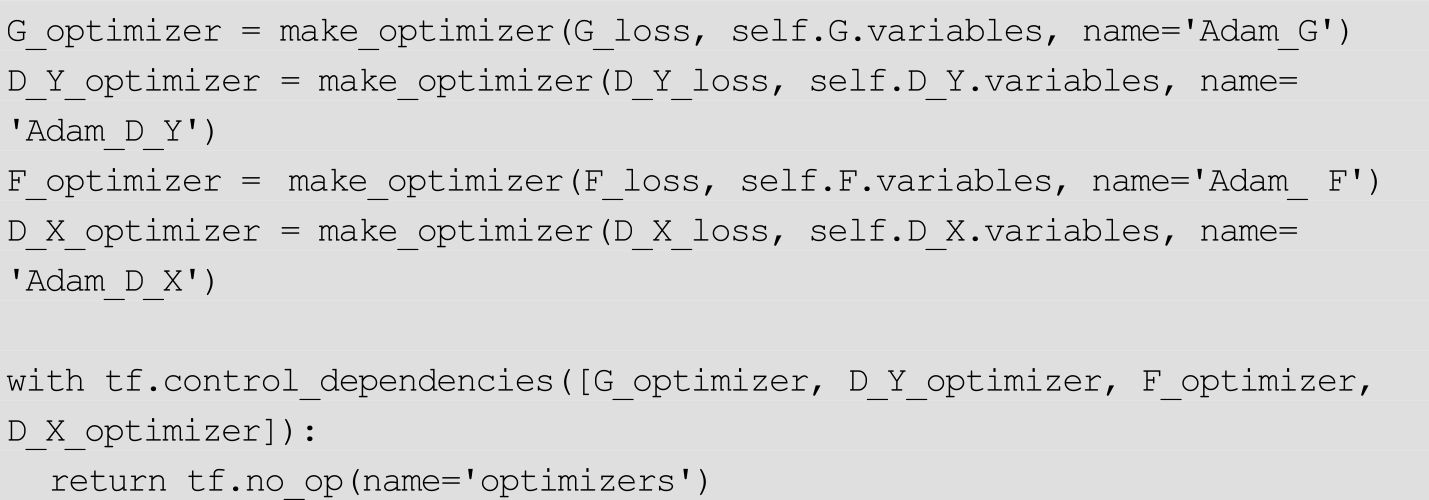 G_optimizer = make_optimizer(G_loss, self.G.variables, name='Adam_G')
D_Y_optimizer = make_optimizer(D_Y_loss, self.D_Y.variables, name=
'Adam_D_Y')
F_optimizer = make_optimizer(F_loss, self.F.variables, name='Adam_ F')
D_X_optimizer = make_optimizer(D_X_loss, self.D_X.variables, name=
'Adam_D_X')

with tf.control_dependencies([G_optimizer, D_Y_optimizer, F_optimizer,
D_X_optimizer]):
  return tf.no_op(name='optimizers')